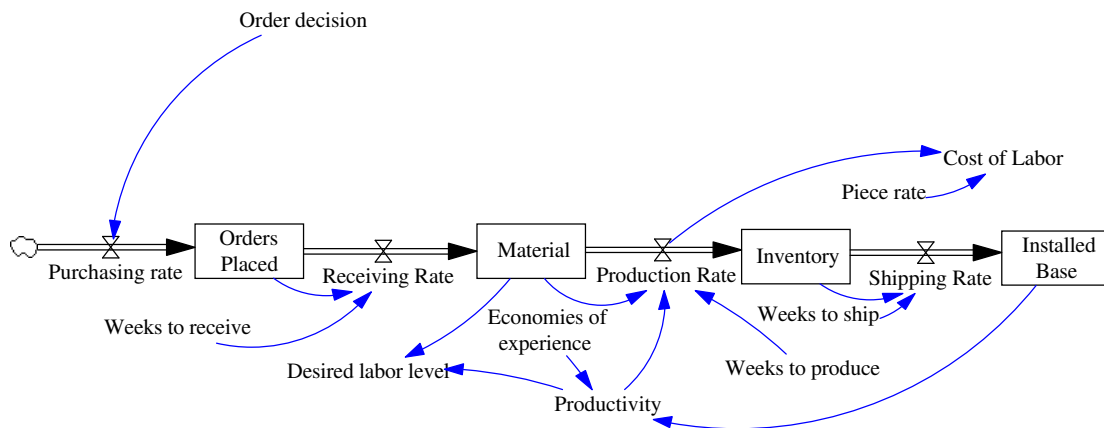 Order decision
Cost of Labor
Piece rate
Orders
Placed
Material
Inventory
Installed
Base
Purchasing rate
Receiving Rate
Production Rate
Shipping Rate
Weeks to receive
Economies of
experience
Weeks to ship
Desired labor level
Weeks to produce
Productivity